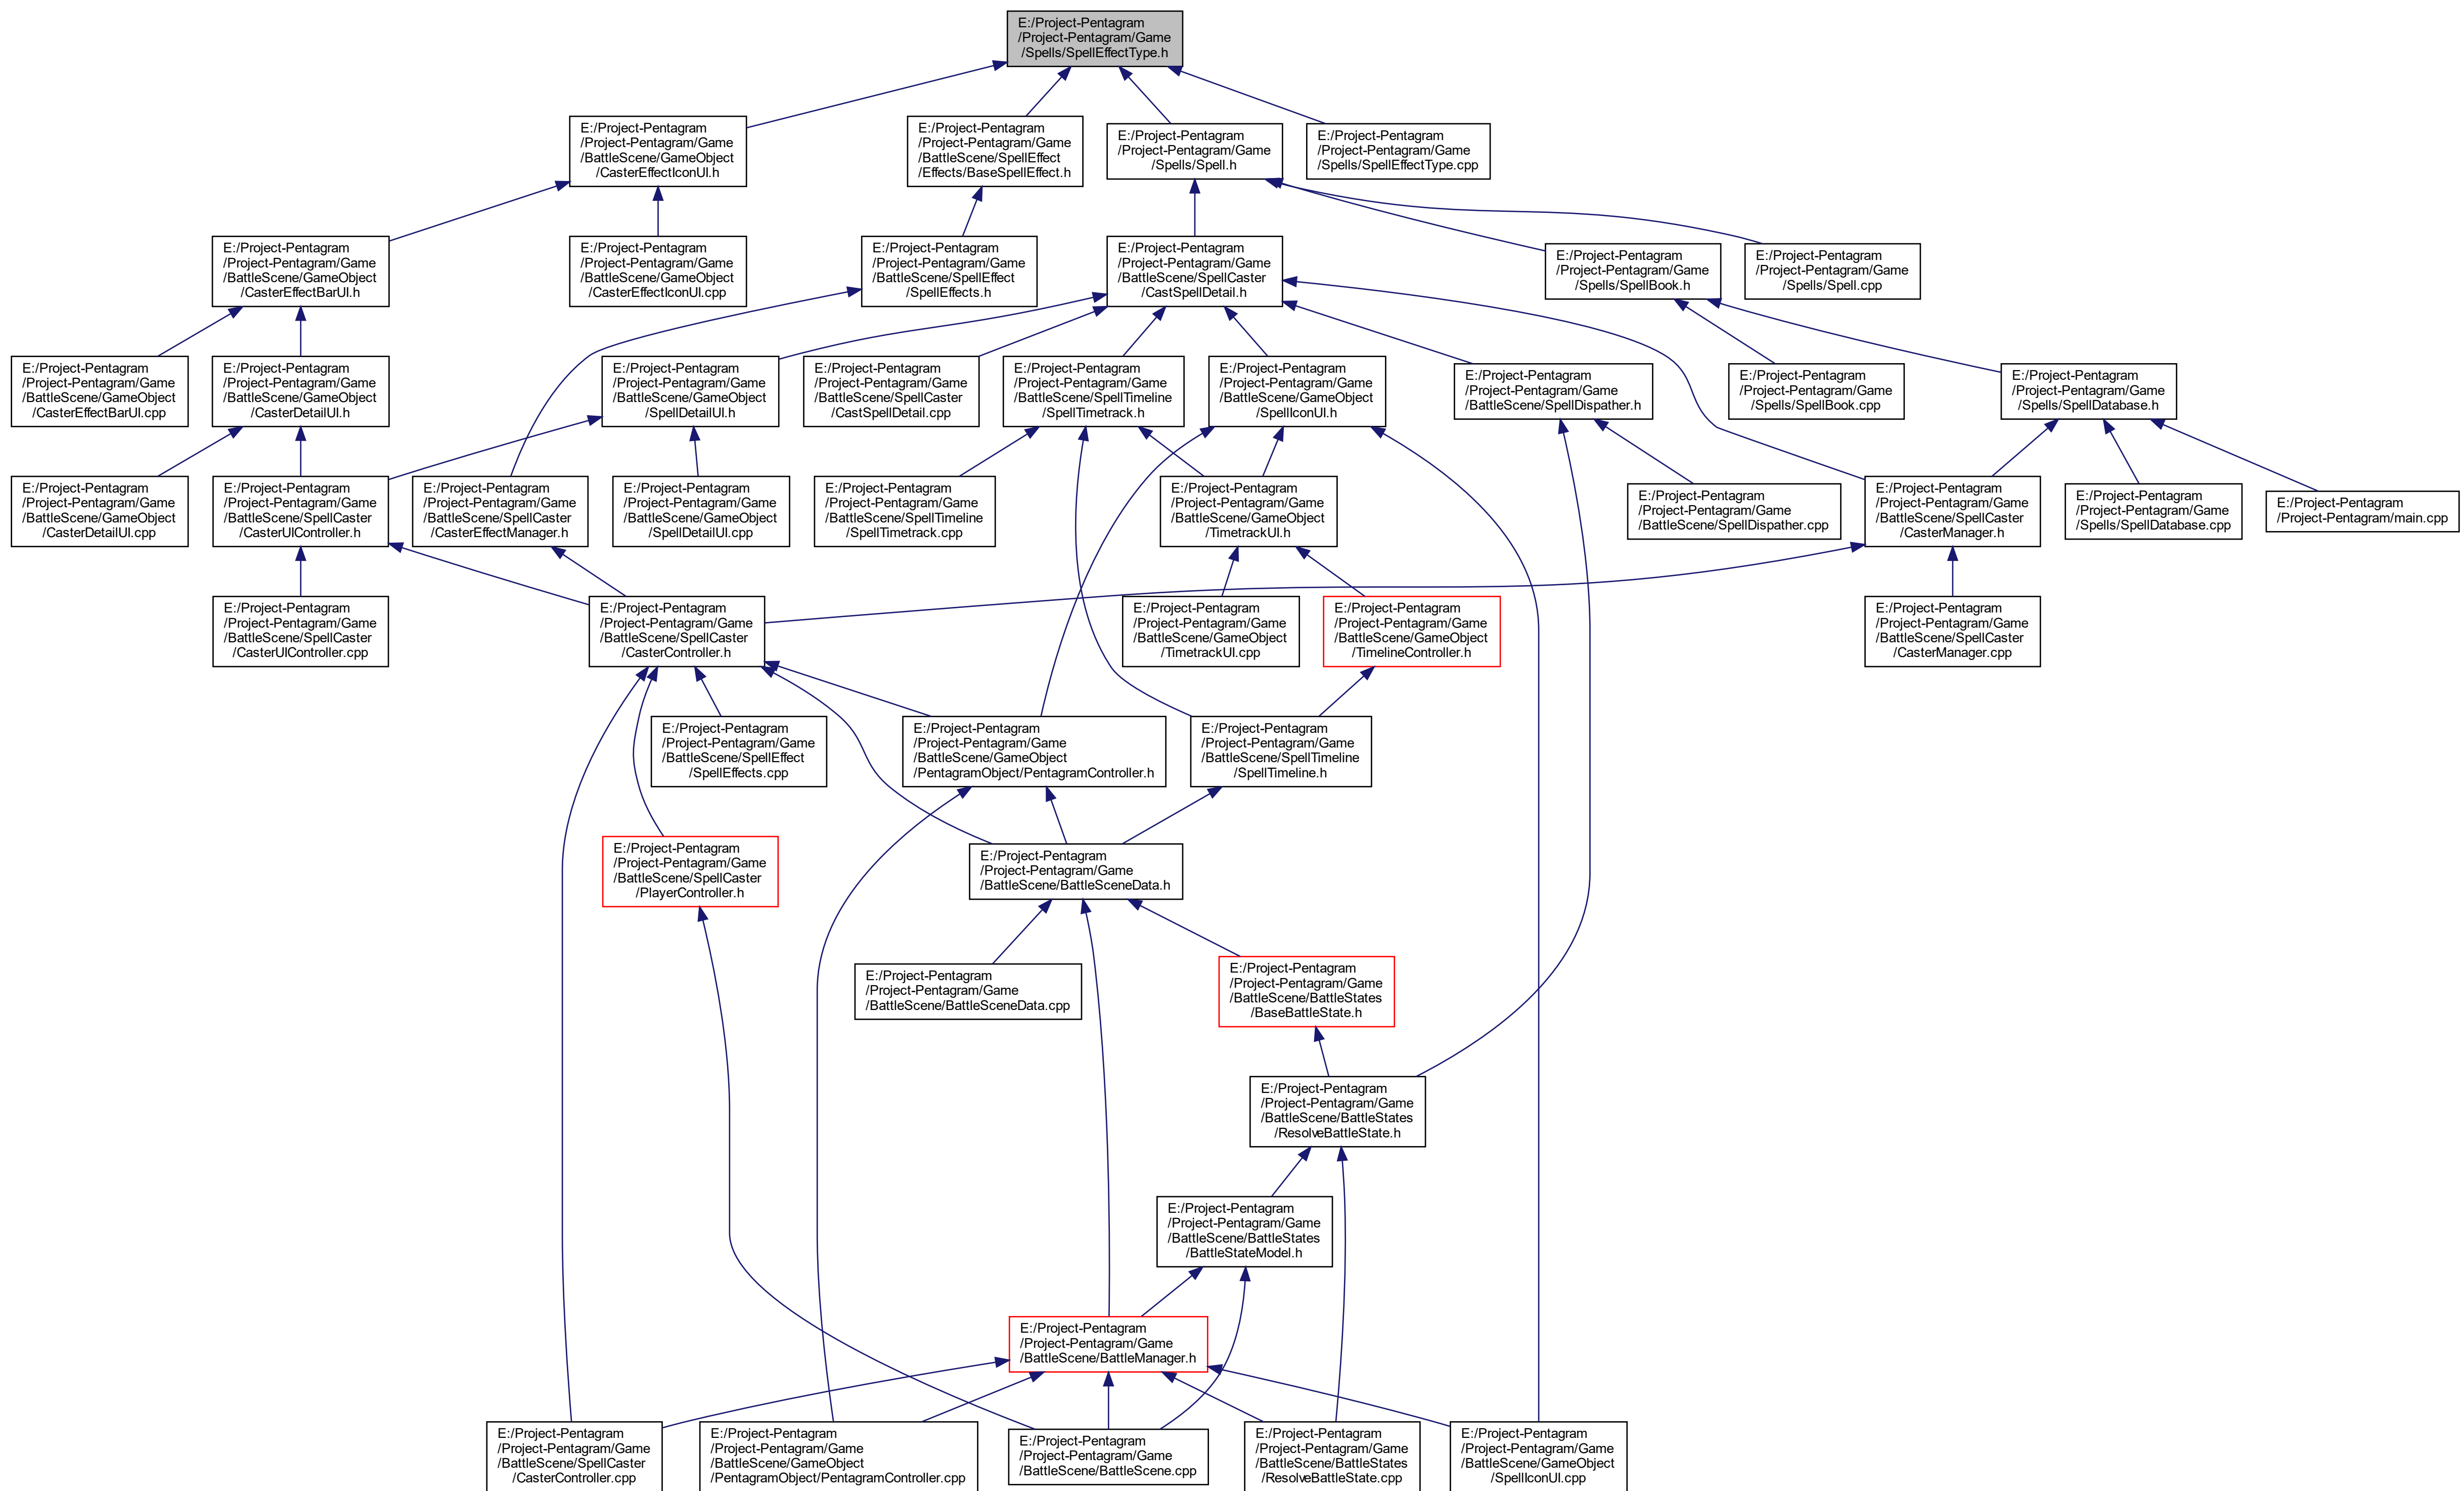 E:/Project-Pentagram
/Project-Pentagram/Game
/Spells/SpellEffectType.h
E:/Project-Pentagram
/Project-Pentagram/Game
/BattleScene/GameObject
/CasterEffectIconUI.h
E:/Project-Pentagram
/Project-Pentagram/Game
/BattleScene/SpellEffect
/Effects/BaseSpellEffect.h
E:/Project-Pentagram
/Project-Pentagram/Game
/Spells/Spell.h
E:/Project-Pentagram
/Project-Pentagram/Game
/Spells/SpellEffectType.cpp
E:/Project-Pentagram
/Project-Pentagram/Game
/BattleScene/GameObject
/CasterEffectBarUI.h
E:/Project-Pentagram
/Project-Pentagram/Game
/BattleScene/GameObject
/CasterEffectIconUI.cpp
E:/Project-Pentagram
/Project-Pentagram/Game
/BattleScene/SpellEffect
/SpellEffects.h
E:/Project-Pentagram
/Project-Pentagram/Game
/BattleScene/SpellCaster
/CastSpellDetail.h
E:/Project-Pentagram
/Project-Pentagram/Game
/Spells/SpellBook.h
E:/Project-Pentagram
/Project-Pentagram/Game
/Spells/Spell.cpp
E:/Project-Pentagram
/Project-Pentagram/Game
/BattleScene/GameObject
/CasterEffectBarUI.cpp
E:/Project-Pentagram
/Project-Pentagram/Game
/BattleScene/GameObject
/CasterDetailUI.h
E:/Project-Pentagram
/Project-Pentagram/Game
/BattleScene/GameObject
/SpellDetailUI.h
E:/Project-Pentagram
/Project-Pentagram/Game
/BattleScene/SpellCaster
/CastSpellDetail.cpp
E:/Project-Pentagram
/Project-Pentagram/Game
/BattleScene/SpellTimeline
/SpellTimetrack.h
E:/Project-Pentagram
/Project-Pentagram/Game
/BattleScene/GameObject
/SpellIconUI.h
E:/Project-Pentagram
/Project-Pentagram/Game
/BattleScene/SpellDispather.h
E:/Project-Pentagram
/Project-Pentagram/Game
/Spells/SpellBook.cpp
E:/Project-Pentagram
/Project-Pentagram/Game
/Spells/SpellDatabase.h
E:/Project-Pentagram
/Project-Pentagram/Game
/BattleScene/GameObject
/CasterDetailUI.cpp
E:/Project-Pentagram
/Project-Pentagram/Game
/BattleScene/SpellCaster
/CasterUIController.h
E:/Project-Pentagram
/Project-Pentagram/Game
/BattleScene/SpellCaster
/CasterEffectManager.h
E:/Project-Pentagram
/Project-Pentagram/Game
/BattleScene/GameObject
/SpellDetailUI.cpp
E:/Project-Pentagram
/Project-Pentagram/Game
/BattleScene/SpellTimeline
/SpellTimetrack.cpp
E:/Project-Pentagram
/Project-Pentagram/Game
/BattleScene/GameObject
/TimetrackUI.h
E:/Project-Pentagram
/Project-Pentagram/Game
/BattleScene/SpellDispather.cpp
E:/Project-Pentagram
/Project-Pentagram/Game
/BattleScene/SpellCaster
/CasterManager.h
E:/Project-Pentagram
/Project-Pentagram/Game
/Spells/SpellDatabase.cpp
E:/Project-Pentagram
/Project-Pentagram/main.cpp
E:/Project-Pentagram
/Project-Pentagram/Game
/BattleScene/SpellCaster
/CasterUIController.cpp
E:/Project-Pentagram
/Project-Pentagram/Game
/BattleScene/SpellCaster
/CasterController.h
E:/Project-Pentagram
/Project-Pentagram/Game
/BattleScene/GameObject
/TimetrackUI.cpp
E:/Project-Pentagram
/Project-Pentagram/Game
/BattleScene/GameObject
/TimelineController.h
E:/Project-Pentagram
/Project-Pentagram/Game
/BattleScene/SpellCaster
/CasterManager.cpp
E:/Project-Pentagram
/Project-Pentagram/Game
/BattleScene/SpellEffect
/SpellEffects.cpp
E:/Project-Pentagram
/Project-Pentagram/Game
/BattleScene/GameObject
/PentagramObject/PentagramController.h
E:/Project-Pentagram
/Project-Pentagram/Game
/BattleScene/SpellTimeline
/SpellTimeline.h
E:/Project-Pentagram
/Project-Pentagram/Game
/BattleScene/SpellCaster
/PlayerController.h
E:/Project-Pentagram
/Project-Pentagram/Game
/BattleScene/BattleSceneData.h
E:/Project-Pentagram
/Project-Pentagram/Game
/BattleScene/BattleSceneData.cpp
E:/Project-Pentagram
/Project-Pentagram/Game
/BattleScene/BattleStates
/BaseBattleState.h
E:/Project-Pentagram
/Project-Pentagram/Game
/BattleScene/BattleStates
/ResolveBattleState.h
E:/Project-Pentagram
/Project-Pentagram/Game
/BattleScene/BattleStates
/BattleStateModel.h
E:/Project-Pentagram
/Project-Pentagram/Game
/BattleScene/BattleManager.h
E:/Project-Pentagram
/Project-Pentagram/Game
/BattleScene/SpellCaster
/CasterController.cpp
E:/Project-Pentagram
/Project-Pentagram/Game
/BattleScene/GameObject
/PentagramObject/PentagramController.cpp
E:/Project-Pentagram
/Project-Pentagram/Game
/BattleScene/BattleScene.cpp
E:/Project-Pentagram
/Project-Pentagram/Game
/BattleScene/BattleStates
/ResolveBattleState.cpp
E:/Project-Pentagram
/Project-Pentagram/Game
/BattleScene/GameObject
/SpellIconUI.cpp